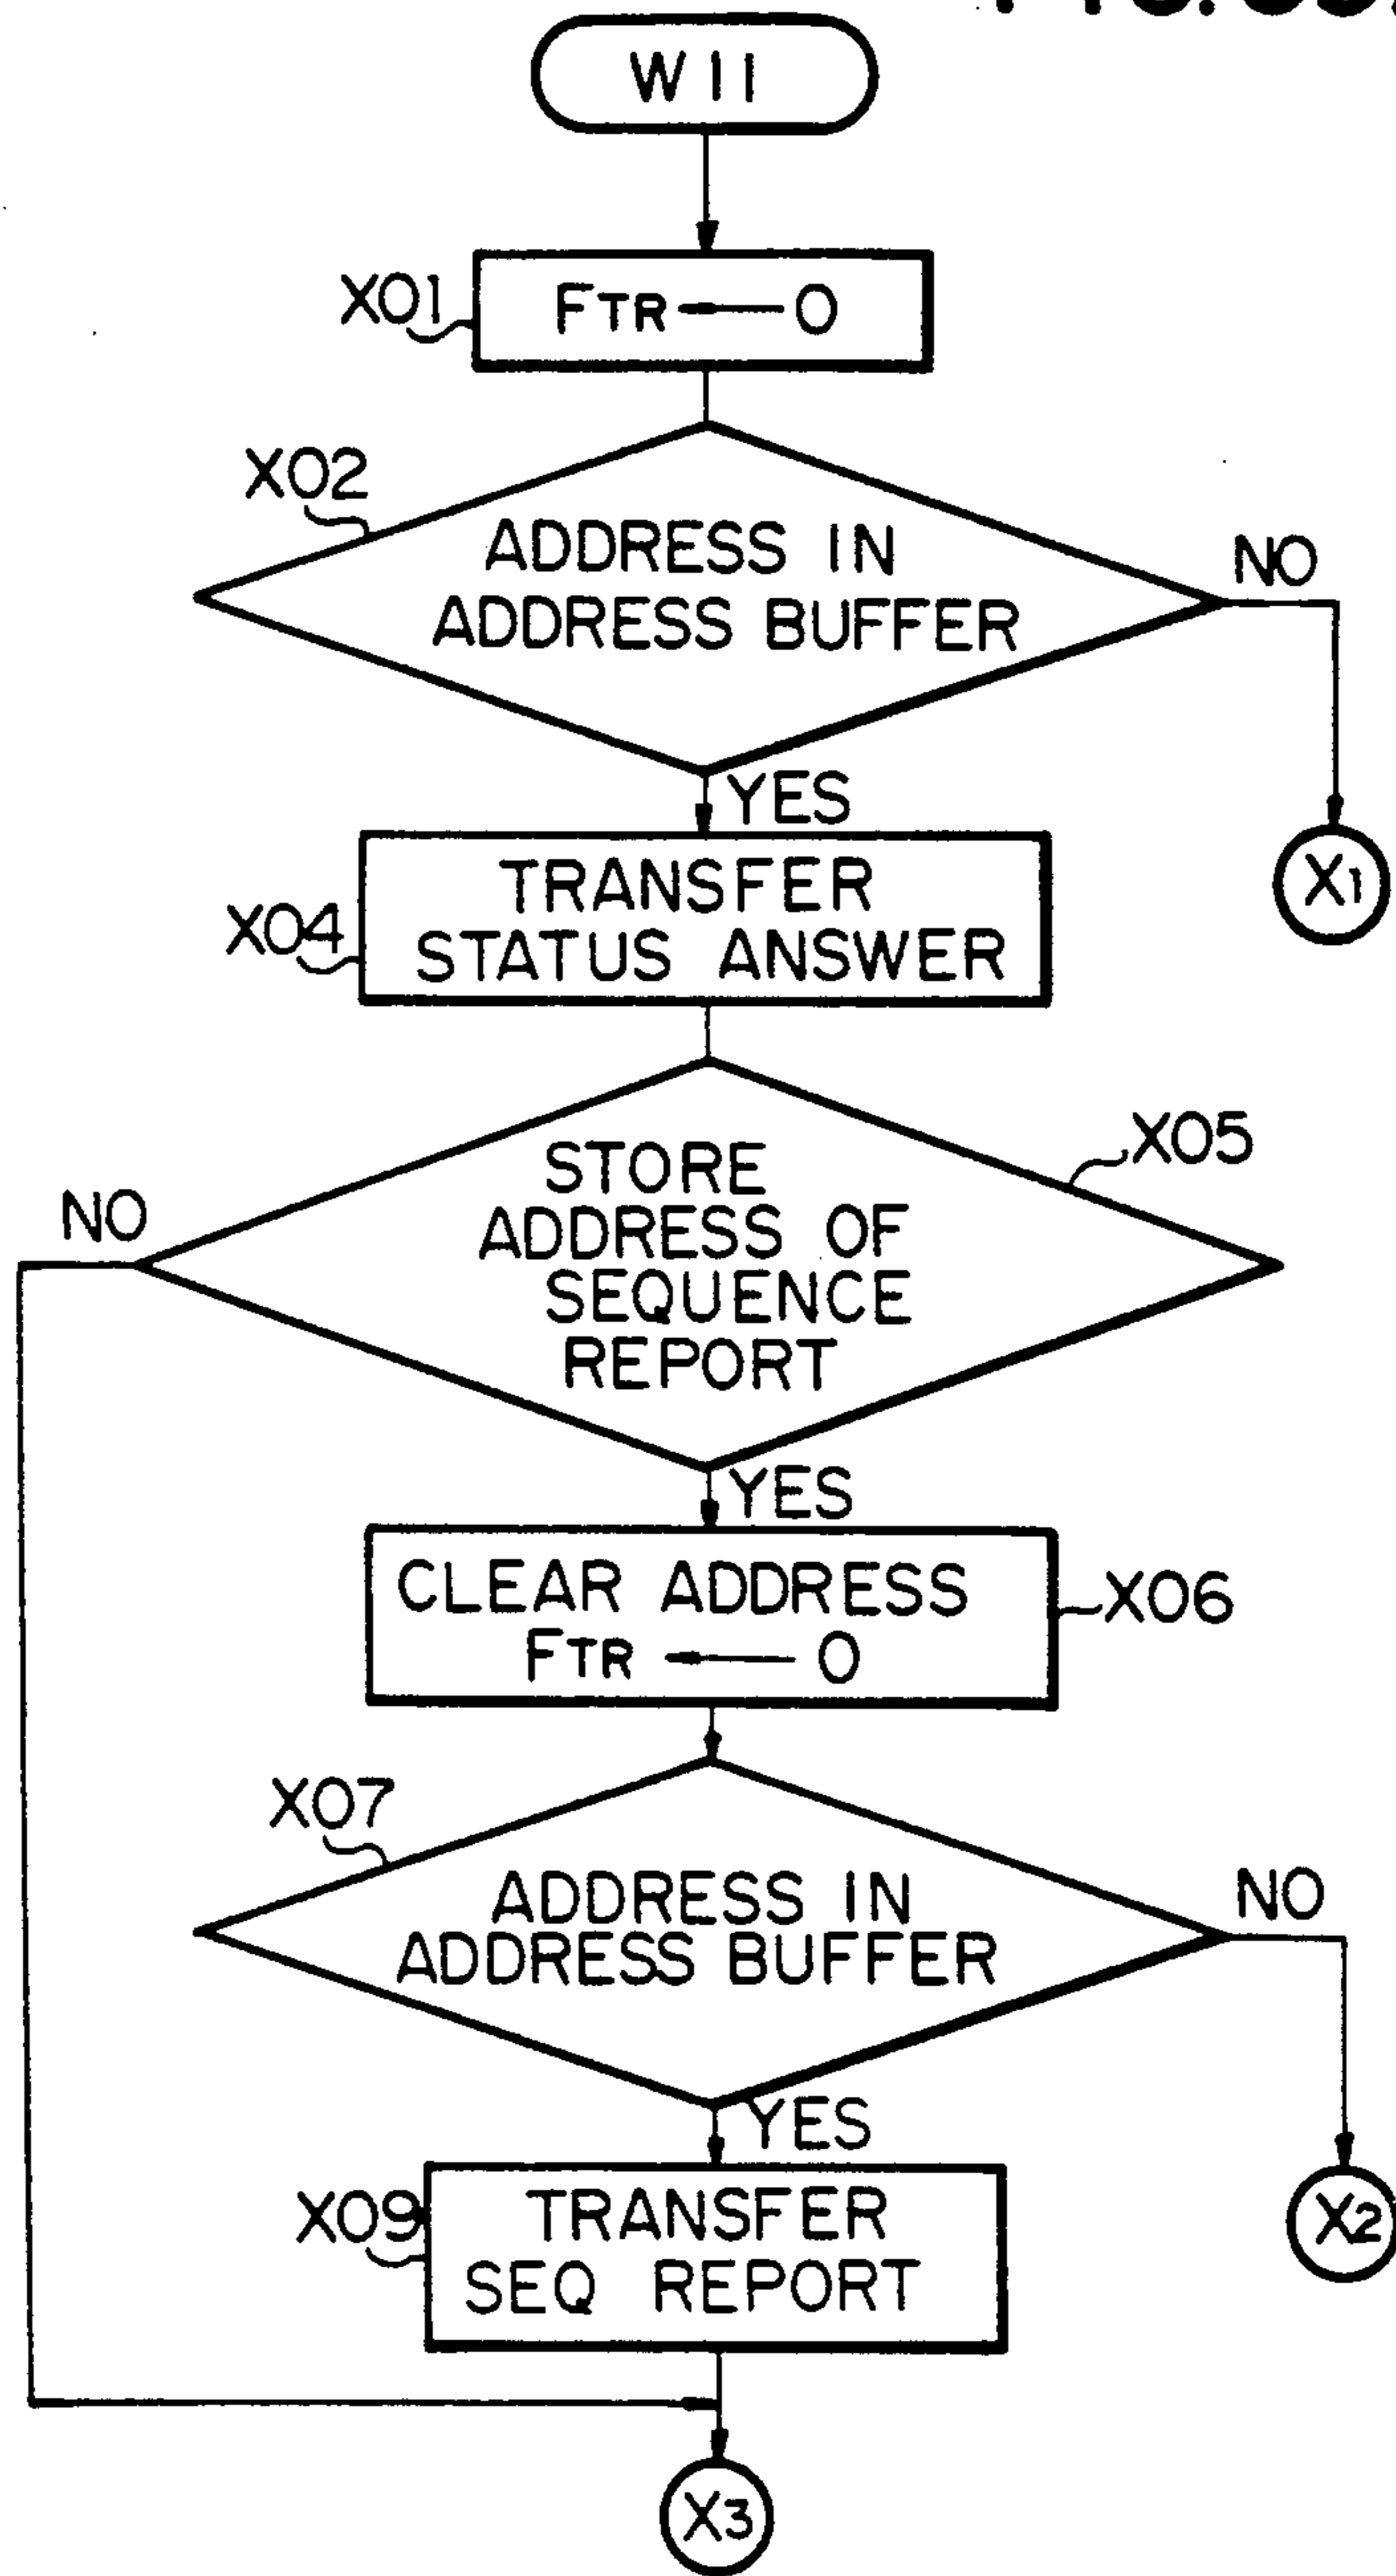 W11
X01
FTR ← 0
X02
ADDRESS IN
ADDRESS BUFFER
NO
YES
X1
X04
TRANSFER
STATUS ANSWER
X05
STORE
ADDRESS OF
SEQUENCE
REPORT
NO
YES
CLEAR ADDRESS
FTR ← 0
X06
X07
ADDRESS IN
ADDRESS BUFFER
NO
YES
X09
TRANSFER
SEQ REPORT
X2
X3